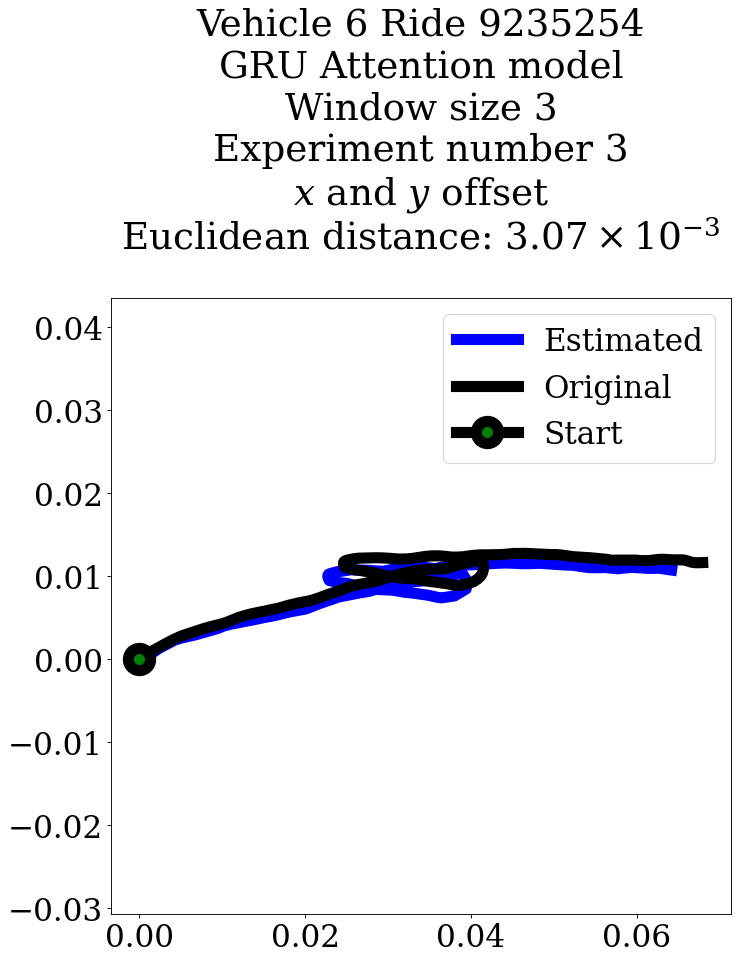 Vehicle 6 Ride 9235254
GRU Attention model
Window size 3
Experiment number 3
x and y offset
Euclidean distance: 3.07 × 10⁻³
Estimated
Original
Start
0.04
0.03
0.02
0.01
0.00
−0.01
−0.02
−0.03
0.00 0.02 0.04 0.06